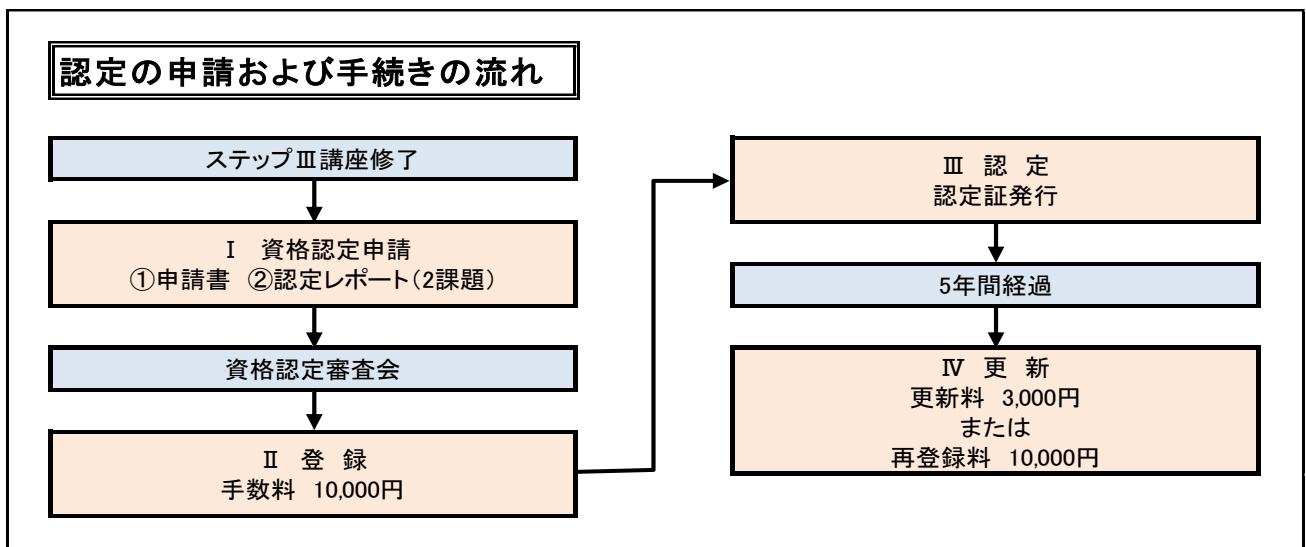 認定の申請および手続きの流れ
ステップⅢ講座修了
Ⅰ 資格認定申請
①申請書 ②認定レポート(2課題)
資格認定審査会
Ⅱ 登 録
手数料 10,000円
Ⅲ 認 定
認定証発行
5年間経過
Ⅳ 更 新
更新料 3,000円
または
再登録料 10,000円